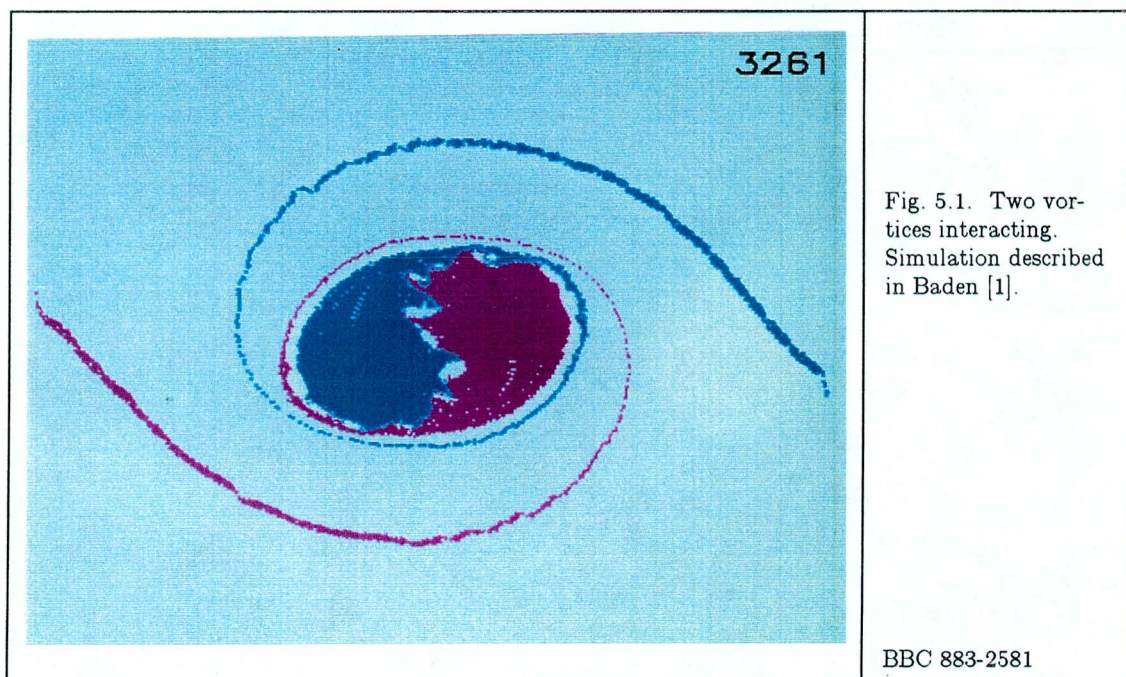 3261
Fig. 5.1. Two vor-
tices interacting.
Simulation described
in Baden [1].
BBC 883-2581